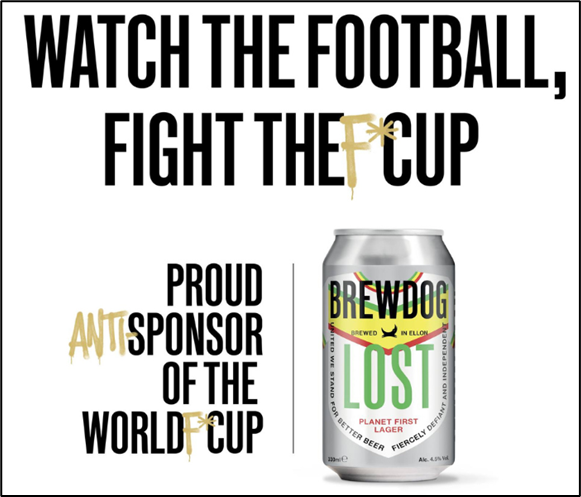 WATCH THE FOOTBALL,
FIGHT THE F*CUP
PROUD
ANTI-SPONSOR
OF THE
WORLD F*CUP
BREWDOG
BREWED IN ELLON
LOST
PLANET FIRST
LAGER
UNITED WE STAND FOR BETTER BEER
FIERCELY DEFIANT AND INDEPENDENT
330ml e
Alc. 4.5% Vol.